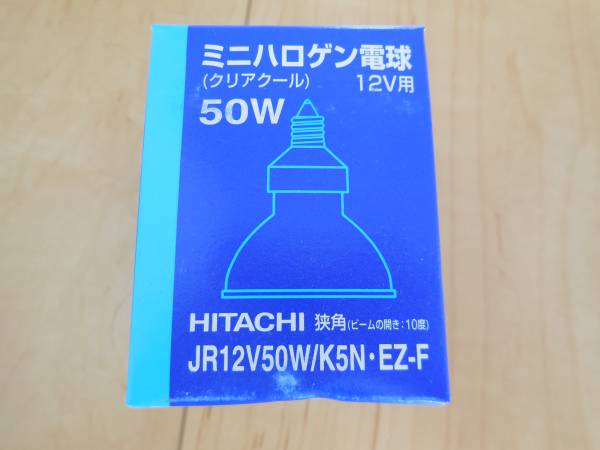 ミニハロゲン電球
(クリアクール) 12V用
50W
HITACHI 狭角(ビームの開き:10度)
JR12V50W/K5N・EZ-F